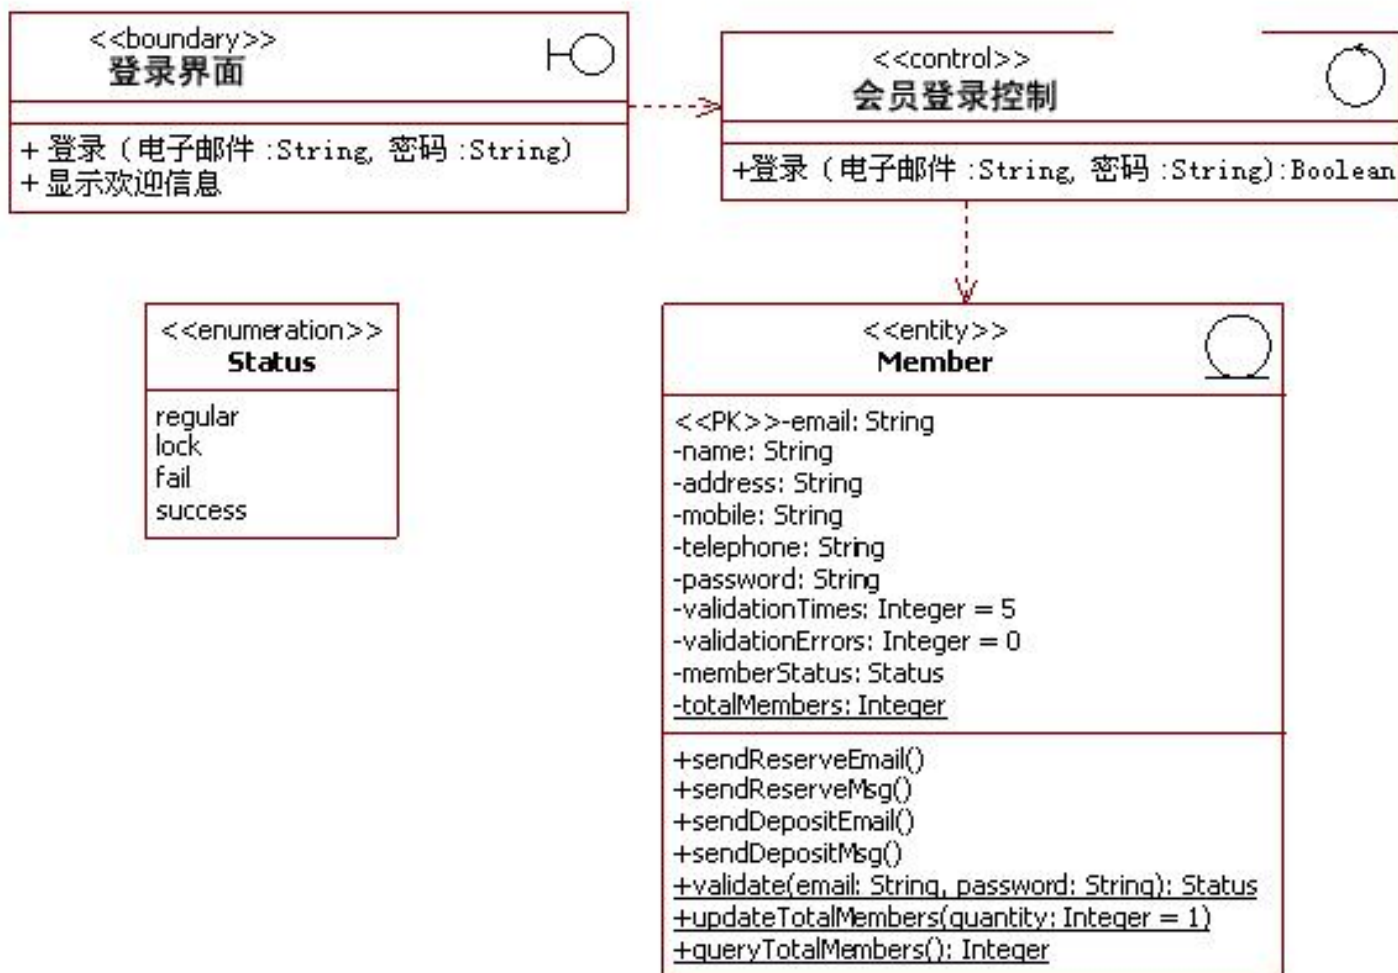 <<boundary>>
登录界面
+ 登录（电子邮件 :String, 密码 :String)
+ 显示欢迎信息
<<control>>
会员登录控制
+登录（电子邮件 :String, 密码 :String):Boolean
<<enumeration>>
Status
regular
lock
fail
success
<<entity>>
Member
<<PK>>-email: String
-name: String
-address: String
-mobile: String
-telephone: String
-password: String
-validationTimes: Integer = 5
-validationErrors: Integer = 0
-memberStatus: Status
-totalMembers: Integer
+sendReserveEmail()
+sendReserveMsg()
+sendDepositEmail()
+sendDepositMsg()
+validate(email: String, password: String): Status
+updateTotalMembers(quantity: Integer = 1)
+queryTotalMembers(): Integer